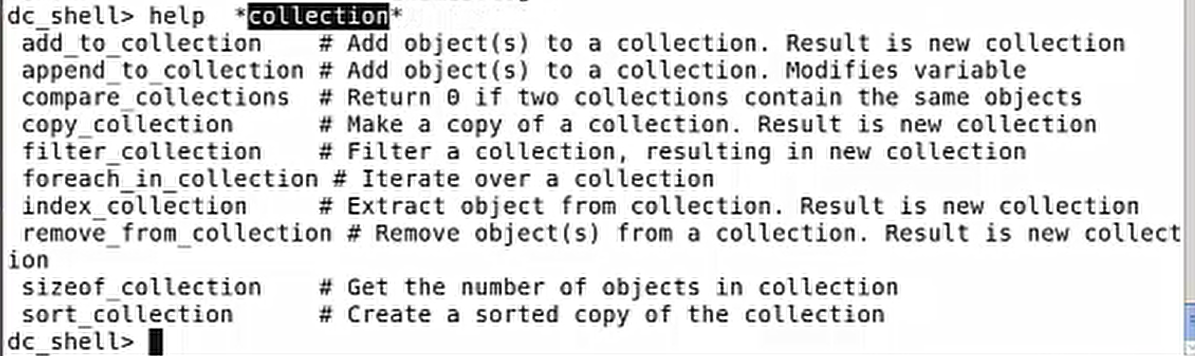 dc_shell> help  *collection*
 add_to_collection    # Add object(s) to a collection. Result is new collection
 append_to_collection # Add object(s) to a collection. Modifies variable
 compare_collections  # Return 0 if two collections contain the same objects
 copy_collection      # Make a copy of a collection. Result is new collection
 filter_collection    # Filter a collection, resulting in new collection
 foreach_in_collection # Iterate over a collection
 index_collection     # Extract object from collection. Result is new collection
 remove_from_collection # Remove object(s) from a collection. Result is new collect
ion
 sizeof_collection    # Get the number of objects in collection
 sort_collection      # Create a sorted copy of the collection
dc_shell>